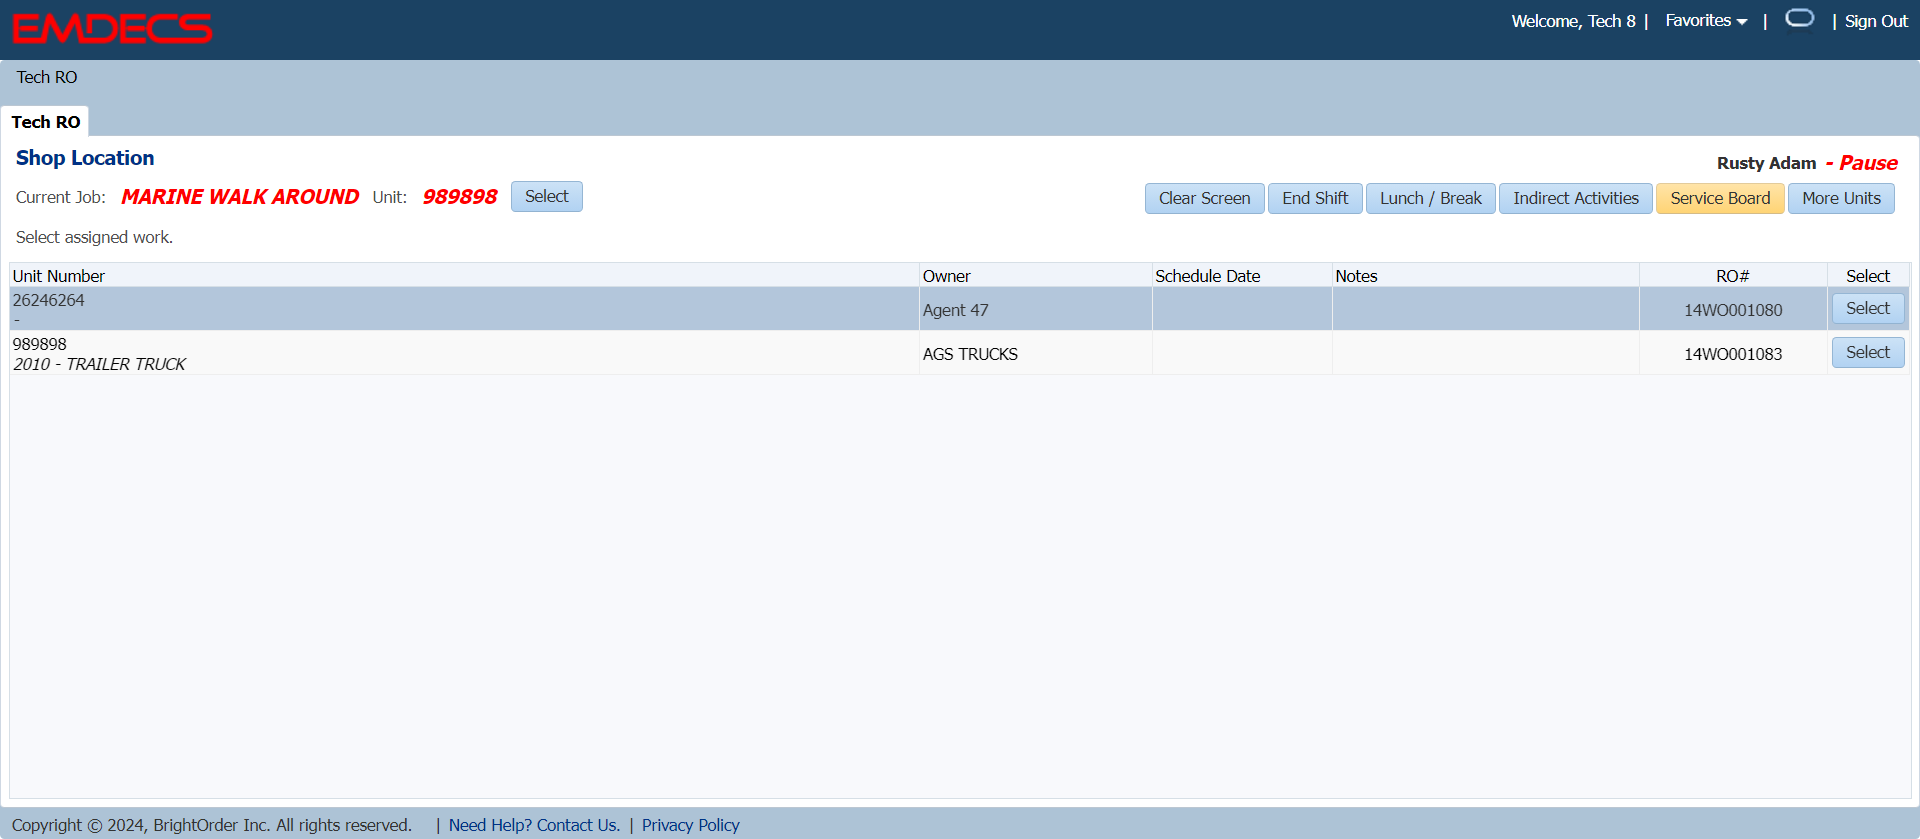 EMDECS
Welcome, Tech 8 | Favorites | | Sign Out
Tech RO
Tech RO
Shop Location
Rusty Adam - Pause
Current Job: MARINE WALK AROUND Unit: 989898 Select
Clear Screen End Shift Lunch / Break Indirect Activities Service Board More Units
Select assigned work.
Unit Number Owner Schedule Date Notes RO# Select
26246264
- Agent 47 14WO001080 Select
989898
2010 - TRAILER TRUCK AGS TRUCKS 14WO001083 Select
Copyright © 2024, BrightOrder Inc. All rights reserved. | Need Help? Contact Us. | Privacy Policy